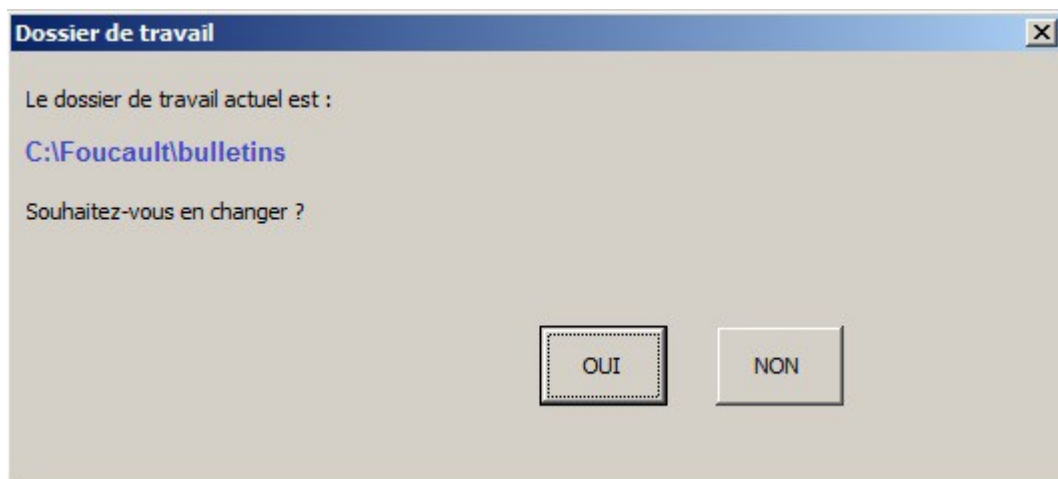 Dossier de travail
Le dossier de travail actuel est :
C:\Foucault\bulletins
Souhaitez-vous en changer ?
OUI NON